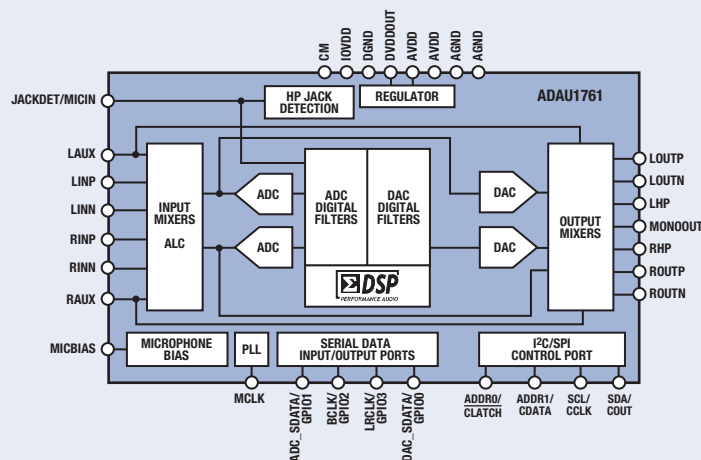 CM
IOVDD
DGND
DVDDOUT
AVDD
AVDD
AGND
AGND
ADAU1761
JACKDET/MICIN
HP JACK
DETECTION
REGULATOR
LAUX
LINP
LINN
RINP
RINN
RAUX
INPUT
MIXERS
ALC
ADC
ADC
ADC
DIGITAL
FILTERS
DAC
DIGITAL
FILTERS
DSP
PERFORMANCE AUDIO
DAC
DAC
OUTPUT
MIXERS
LOUTP
LOUTN
LHP
MONOOUT
RHP
ROUTP
ROUTN
MICBIAS
MICROPHONE
BIAS
PLL
SERIAL DATA
INPUT/OUTPUT PORTS
I²C/SPI
CONTROL PORT
MCLK
ADC_SDATA/
GPIO1
BCLK/
GPIO2
LRCLK/
GPIO3
DAC_SDATA/
GPIO0
ADDR0/
CLATCH
ADDR1/
CDATA
SCL/
CCLK
SDA/
COUT